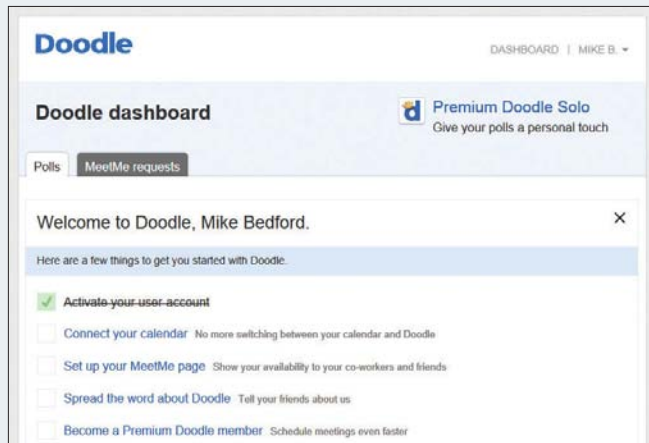 Doodle
DASHBOARD | MIKE B.
Doodle dashboard
Premium Doodle Solo
Give your polls a personal touch
Polls MeetMe requests
Welcome to Doodle, Mike Bedford.
Here are a few things to get you started with Doodle.
Activate your user account
Connect your calendar No more switching between your calendar and Doodle
Set up your MeetMe page Show your availability to your co-workers and friends
Spread the word about Doodle Tell your friends about us
Become a Premium Doodle member Schedule meetings even faster